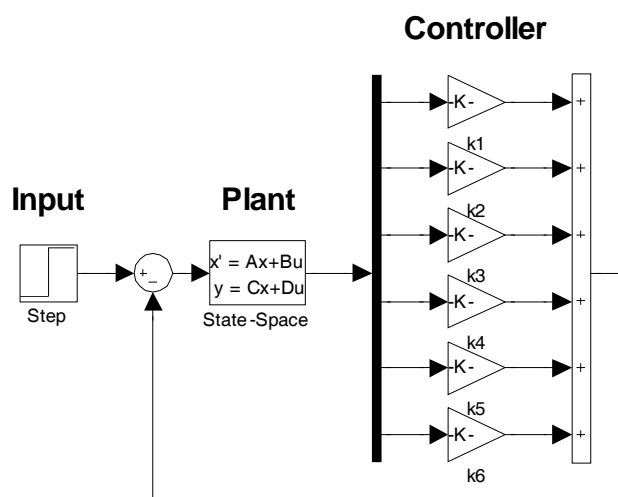 Controller
-K-
+
k1
-K-
+
k2
Input
Plant
-K-
+
k3
+
−
x' = Ax+Bu
y = Cx+Du
Step
State-Space
-K-
+
k4
-K-
+
k5
-K-
+
k6